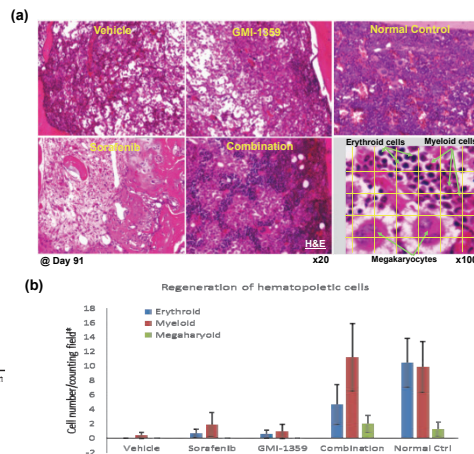 (a)
Vehicle
GMI-1359
Normal Control
Sorafenib
Combination
Erythroid cells
Myeloid cells
H&E
@ Day 91
x20
Megakaryocytes
x100
(b)
Regeneration of hematopoietic cells
Erythroid
Myeloid
Megaharyoid
Cell number/counting field*
18
16
14
12
10
8
6
4
2
0
-2
Vehicle
Sorafenib
GMI-1359
Combination
Normal Ctrl